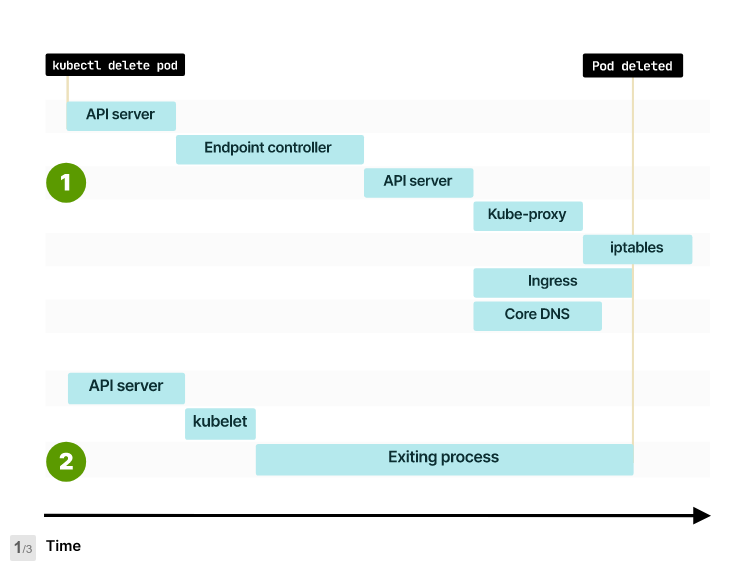 kubectl delete pod
Pod deleted
API server
Endpoint controller
1
API server
Kube-proxy
iptables
Ingress
Core DNS
API server
kubelet
2
Exiting process
1/3
Time